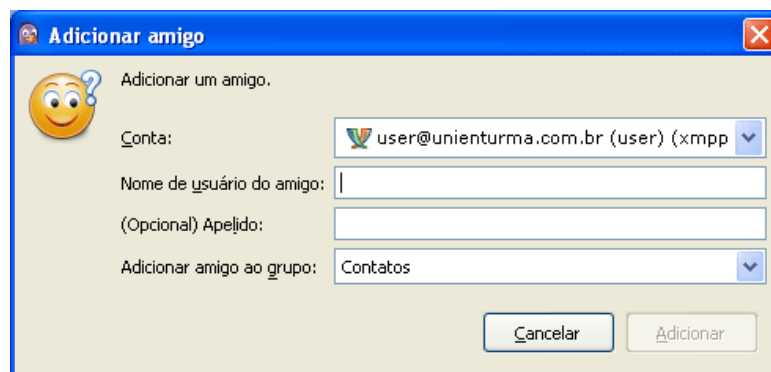 Adicionar amigo
Adicionar um amigo.
Conta: user@unienturma.com.br (user) (xmpp
Nome de usuário do amigo:
(Opcional) Apelido:
Adicionar amigo ao grupo: Contatos
Cancelar Adicionar